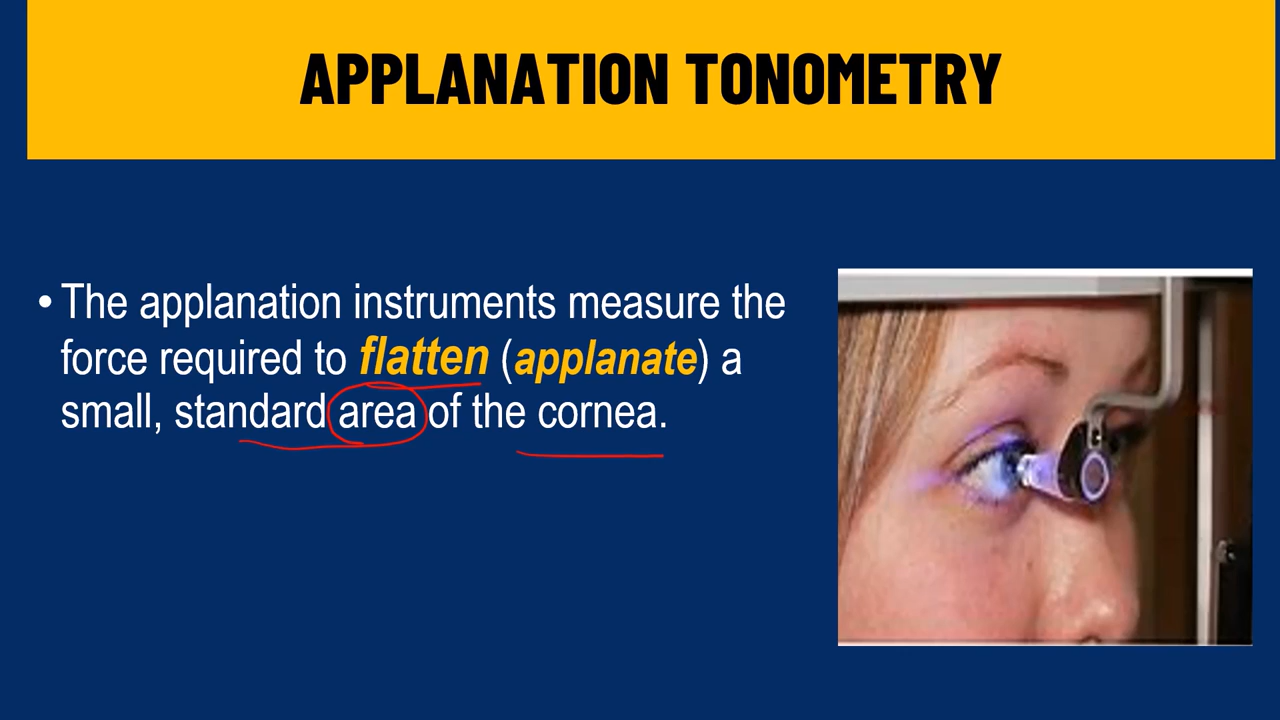 APPLANATION TONOMETRY
• The applanation instruments measure the
force required to flatten (applanate) a
small, standard area of the cornea.